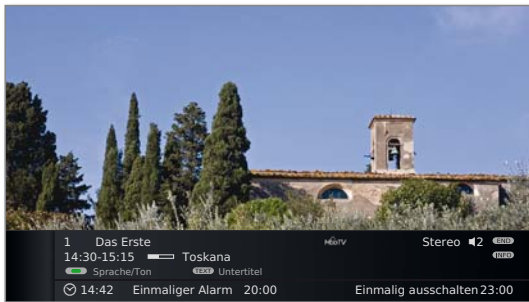 1 Das Erste MediaTV Stereo 2 END
14:30-15:15 Toskana INFO
Sprache/Ton TEXT Untertitel
14:42 Einmaliger Alarm 20:00 Einmalig ausschalten 23:00